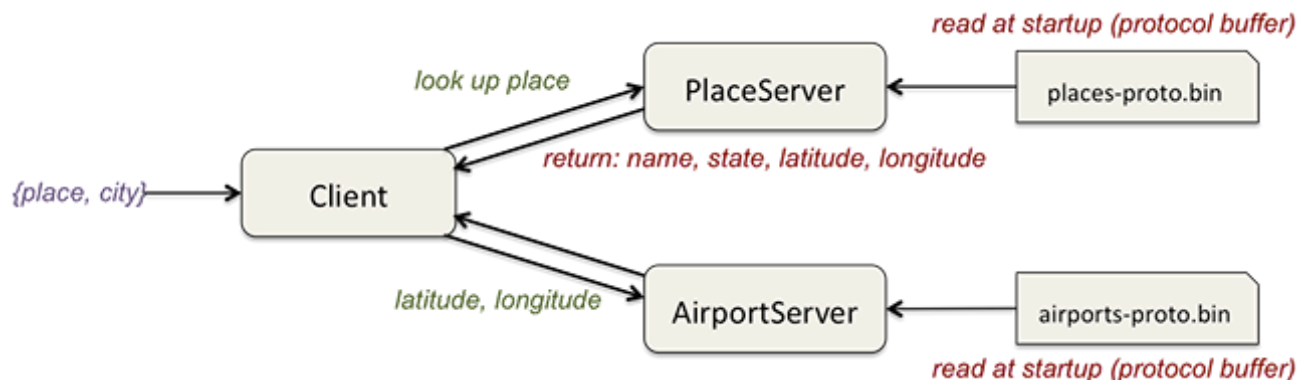 read at startup (protocol buffer)
look up place
PlaceServer
places-proto.bin
return: name, state, latitude, longitude
{place, city}
Client
latitude, longitude
AirportServer
airports-proto.bin
read at startup (protocol buffer)